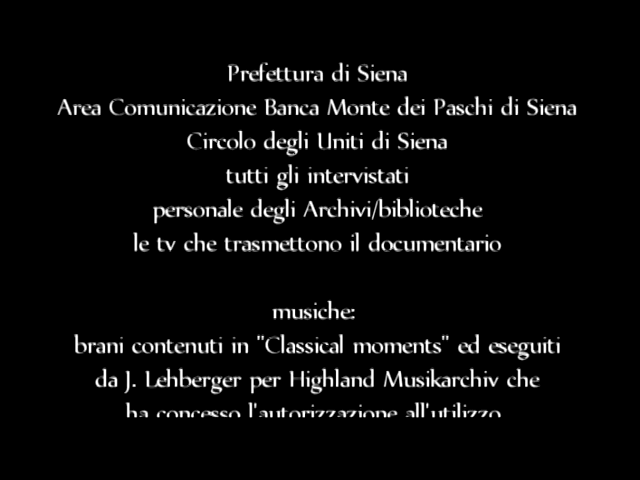 Prefettura di Siena
Area Comunicazione Banca Monte dei Paschi di Siena
Circolo degli Uniti di Siena
tutti gli intervistati
personale degli Archivi/biblioteche
le tv che trasmettono il documentario
musiche:
brani contenuti in "Classical moments" ed eseguiti
da J. Lehberger per Highland Musikarchiv che
ha concesso l'autorizzazione all'utilizzo